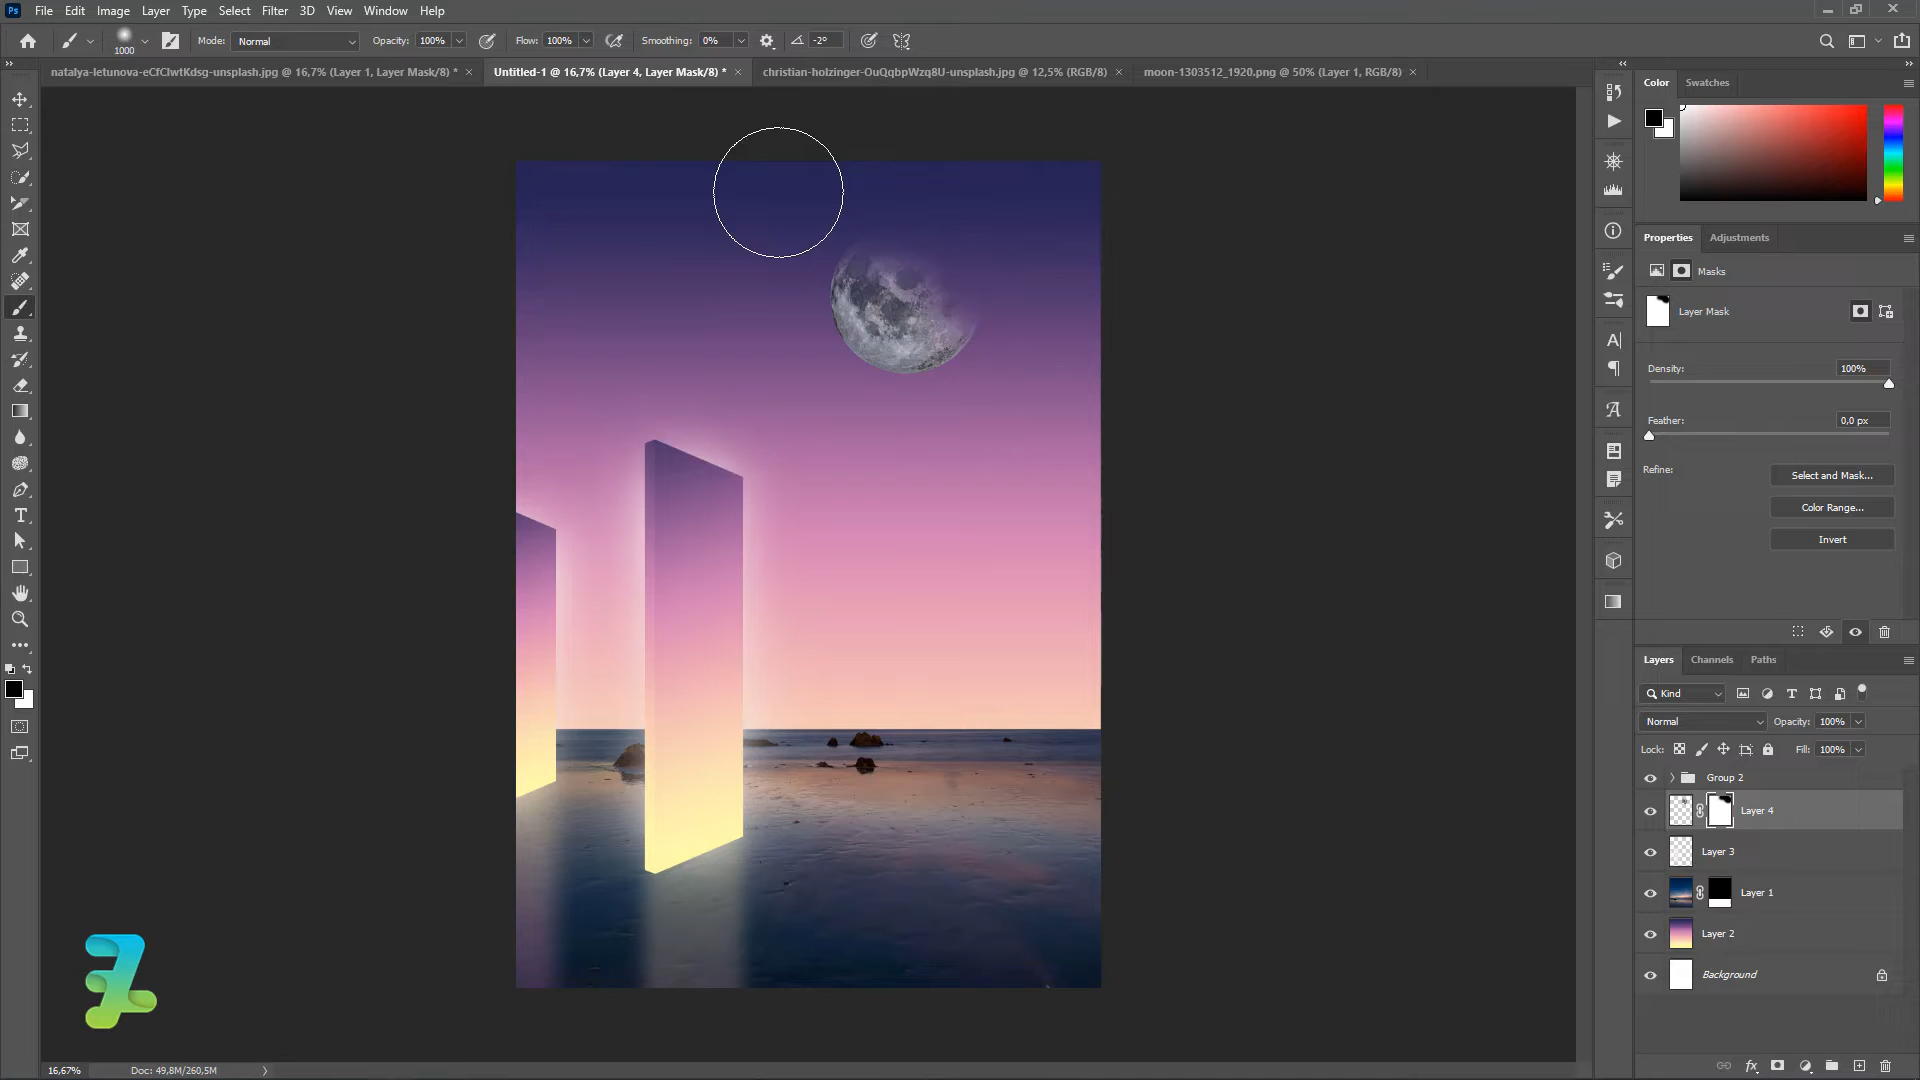 Ps File Edit Image Layer Type Select Filter 3D View Window Help
1000 Mode: Normal Opacity: 100% Flow: 100% Smoothing: 0% -2°
natalya-letunova-eCfClwtKdsg-unsplash.jpg @ 16,7% (Layer 1, Layer Mask/8) * × Untitled-1 @ 16,7% (Layer 4, Layer Mask/8) * × christian-holzinger-OuQqbpWzq8U-unsplash.jpg @ 12,5% (RGB/8) × moon-1303512_1920.png @ 50% (Layer 1, RGB/8) ×
Color Swatches
Properties Adjustments
Masks
Layer Mask
Density: 100%
Feather: 0,0 px
Refine: Select and Mask...
Color Range...
Invert
Layers Channels Paths
Kind
Normal Opacity: 100%
Lock: Fill: 100%
Group 2
Layer 4
Layer 3
Layer 1
Layer 2
Background
16,67% Doc: 49,8M/260,5M